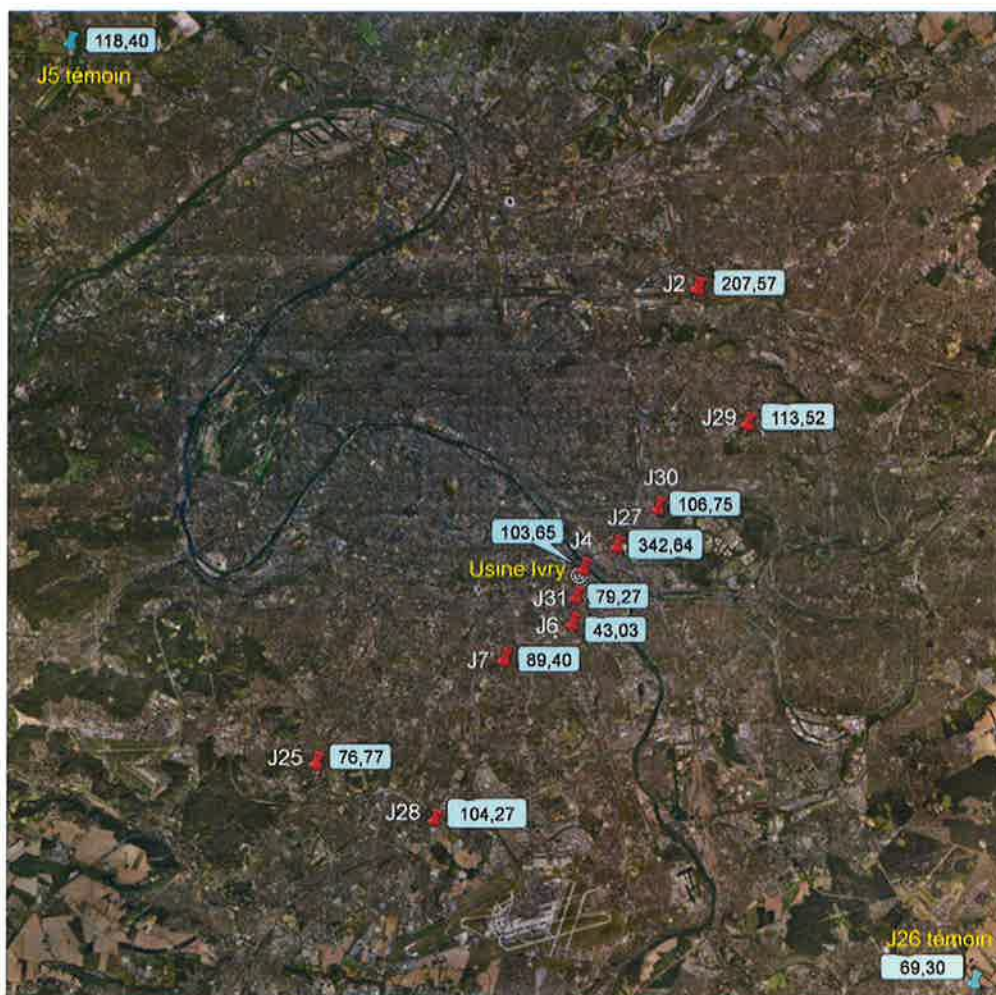 118,40
J5 témoin
J2 207,57
J29 113,52
J30
106,75
J27
342,64
103,65
J4
Usine Ivry
J31 79,27
J6
43,03
J7 89,40
J25 76,77
J28 104,27
J26 témoin
69,30